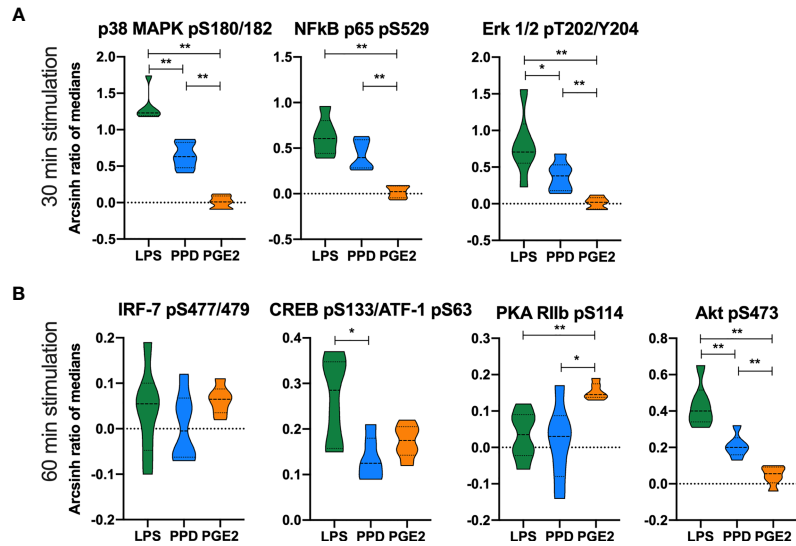 A
p38 MAPK pS180/182 NFkB p65 pS529 Erk 1/2 pT202/Y204
30 min stimulation
Arcsinh ratio of medians
2.0 1.5 1.0 0.5 0.0 -0.5
** ** **
LPS PPD PGE2
1.5 1.0 0.5 0.0 -0.5
** **
LPS PPD PGE2
2.0 1.5 1.0 0.5 0.0 -0.5
** * **
LPS PPD PGE2
B
IRF-7 pS477/479 CREB pS133/ATF-1 pS63 PKA RIIb pS114 Akt pS473
60 min stimulation
Arcsinh ratio of medians
0.2 0.1 0.0 -0.1 -0.2
LPS PPD PGE2
0.4 0.3 0.2 0.1 0.0
*
LPS PPD PGE2
0.3 0.2 0.1 0.0 -0.1 -0.2
** *
LPS PPD PGE2
0.8 0.6 0.4 0.2 0.0 -0.2
** ** **
LPS PPD PGE2